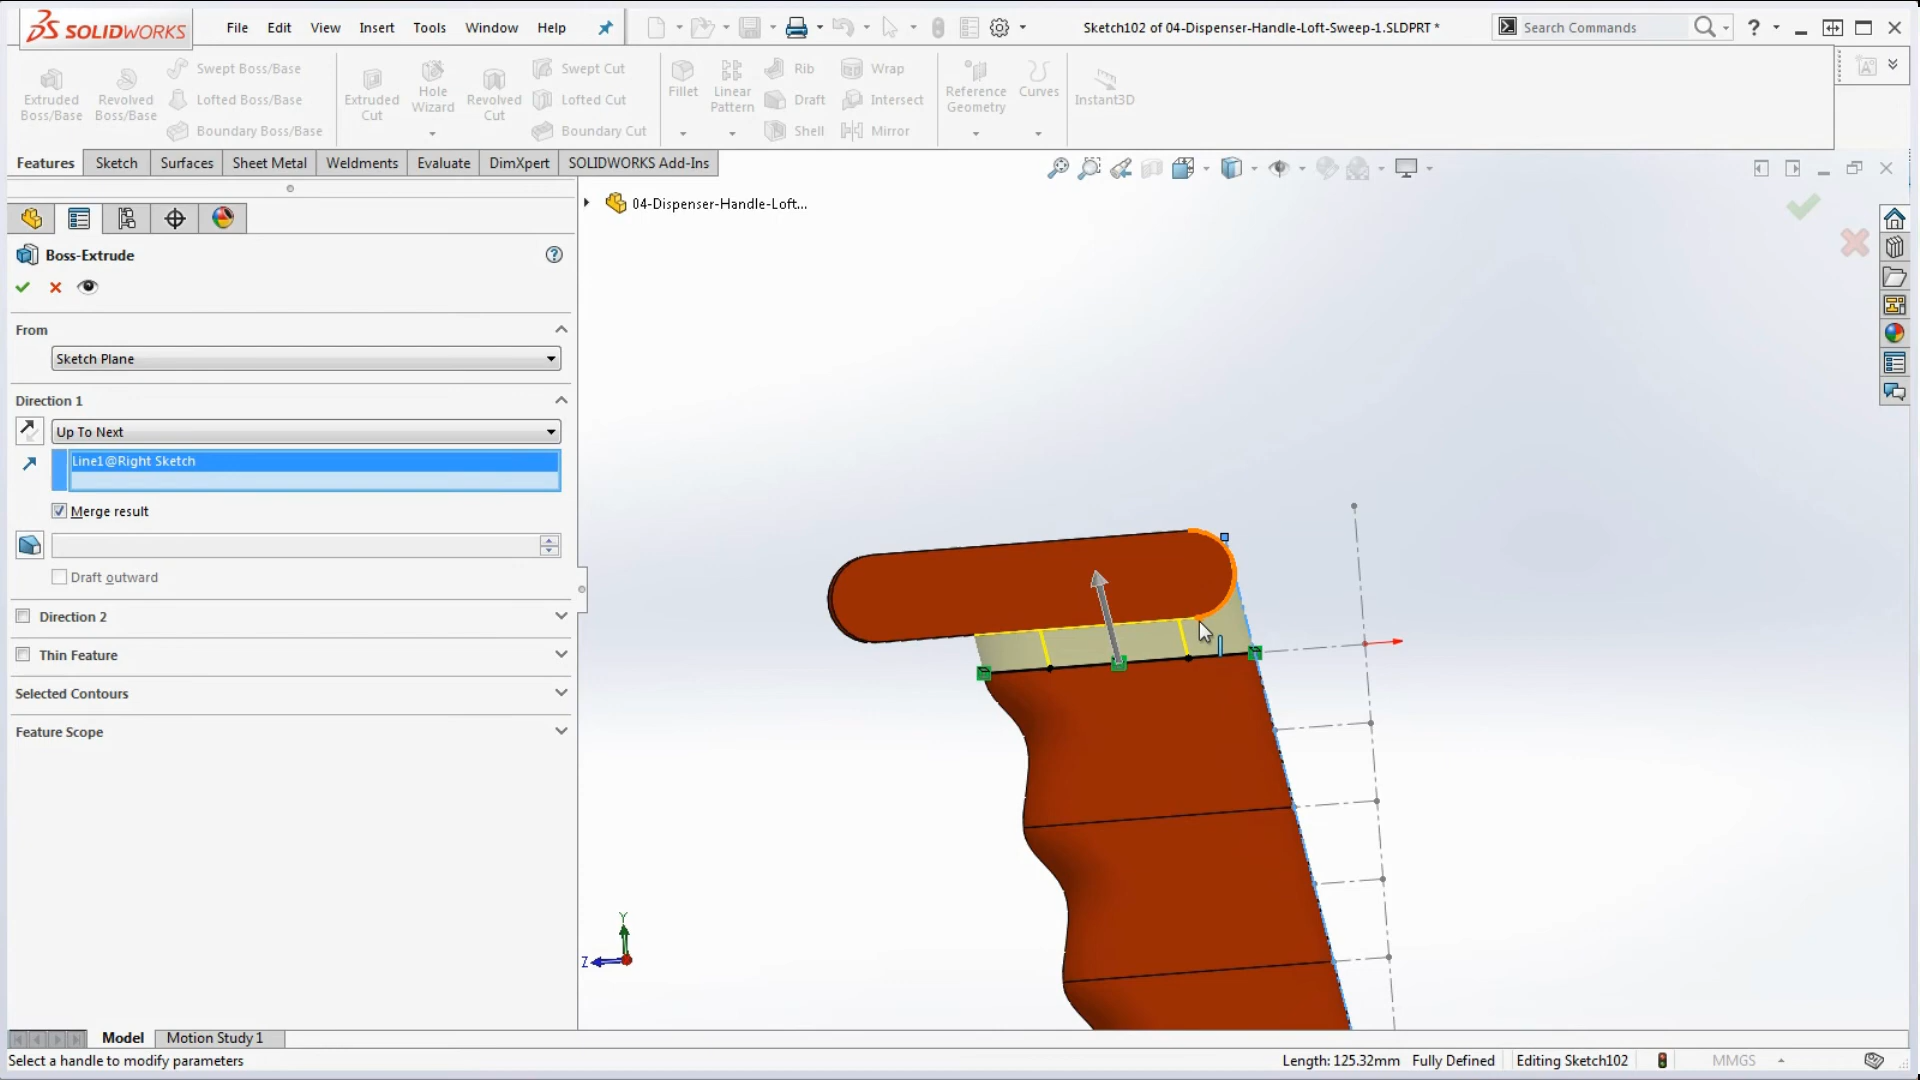 SOLIDWORKS
File Edit View Insert Tools Window Help
Sketch102 of 04-Dispenser-Handle-Loft-Sweep-1.SLDPRT *
Search Commands
?
Extruded
Boss/Base
Revolved
Boss/Base
Swept Boss/Base
Lofted Boss/Base
Boundary Boss/Base
Extruded
Cut
Hole
Wizard
Revolved
Cut
Swept Cut
Lofted Cut
Boundary Cut
Fillet
Linear
Pattern
Rib
Draft
Shell
Wrap
Intersect
Mirror
Reference
Geometry
Curves
Instant3D
Features Sketch Surfaces Sheet Metal Weldments Evaluate DimXpert SOLIDWORKS Add-Ins
04-Dispenser-Handle-Loft...
Boss-Extrude
?
From
Sketch Plane
Direction 1
Up To Next
Line1@Right Sketch
Merge result
Draft outward
Direction 2
Thin Feature
Selected Contours
Feature Scope
Y
Z
Model Motion Study 1
Select a handle to modify parameters
Length: 125.32mm Fully Defined Editing Sketch102 MMGS